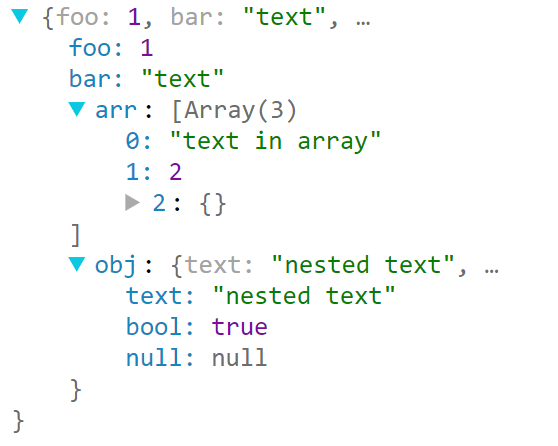 ▼ {foo: 1, bar: "text", …
foo: 1
bar: "text"
▼ arr: [Array(3)
0: "text in array"
1: 2
▶ 2: {}
]
▼ obj: {text: "nested text", …
text: "nested text"
bool: true
null: null
}
}